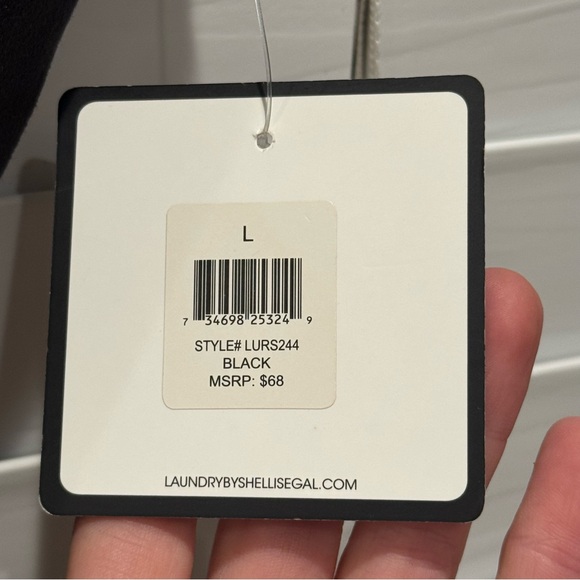 L
7 34698 25324 9
STYLE# LURS244
BLACK
MSRP: $68
LAUNDRYBYSHELLISEGAL.COM